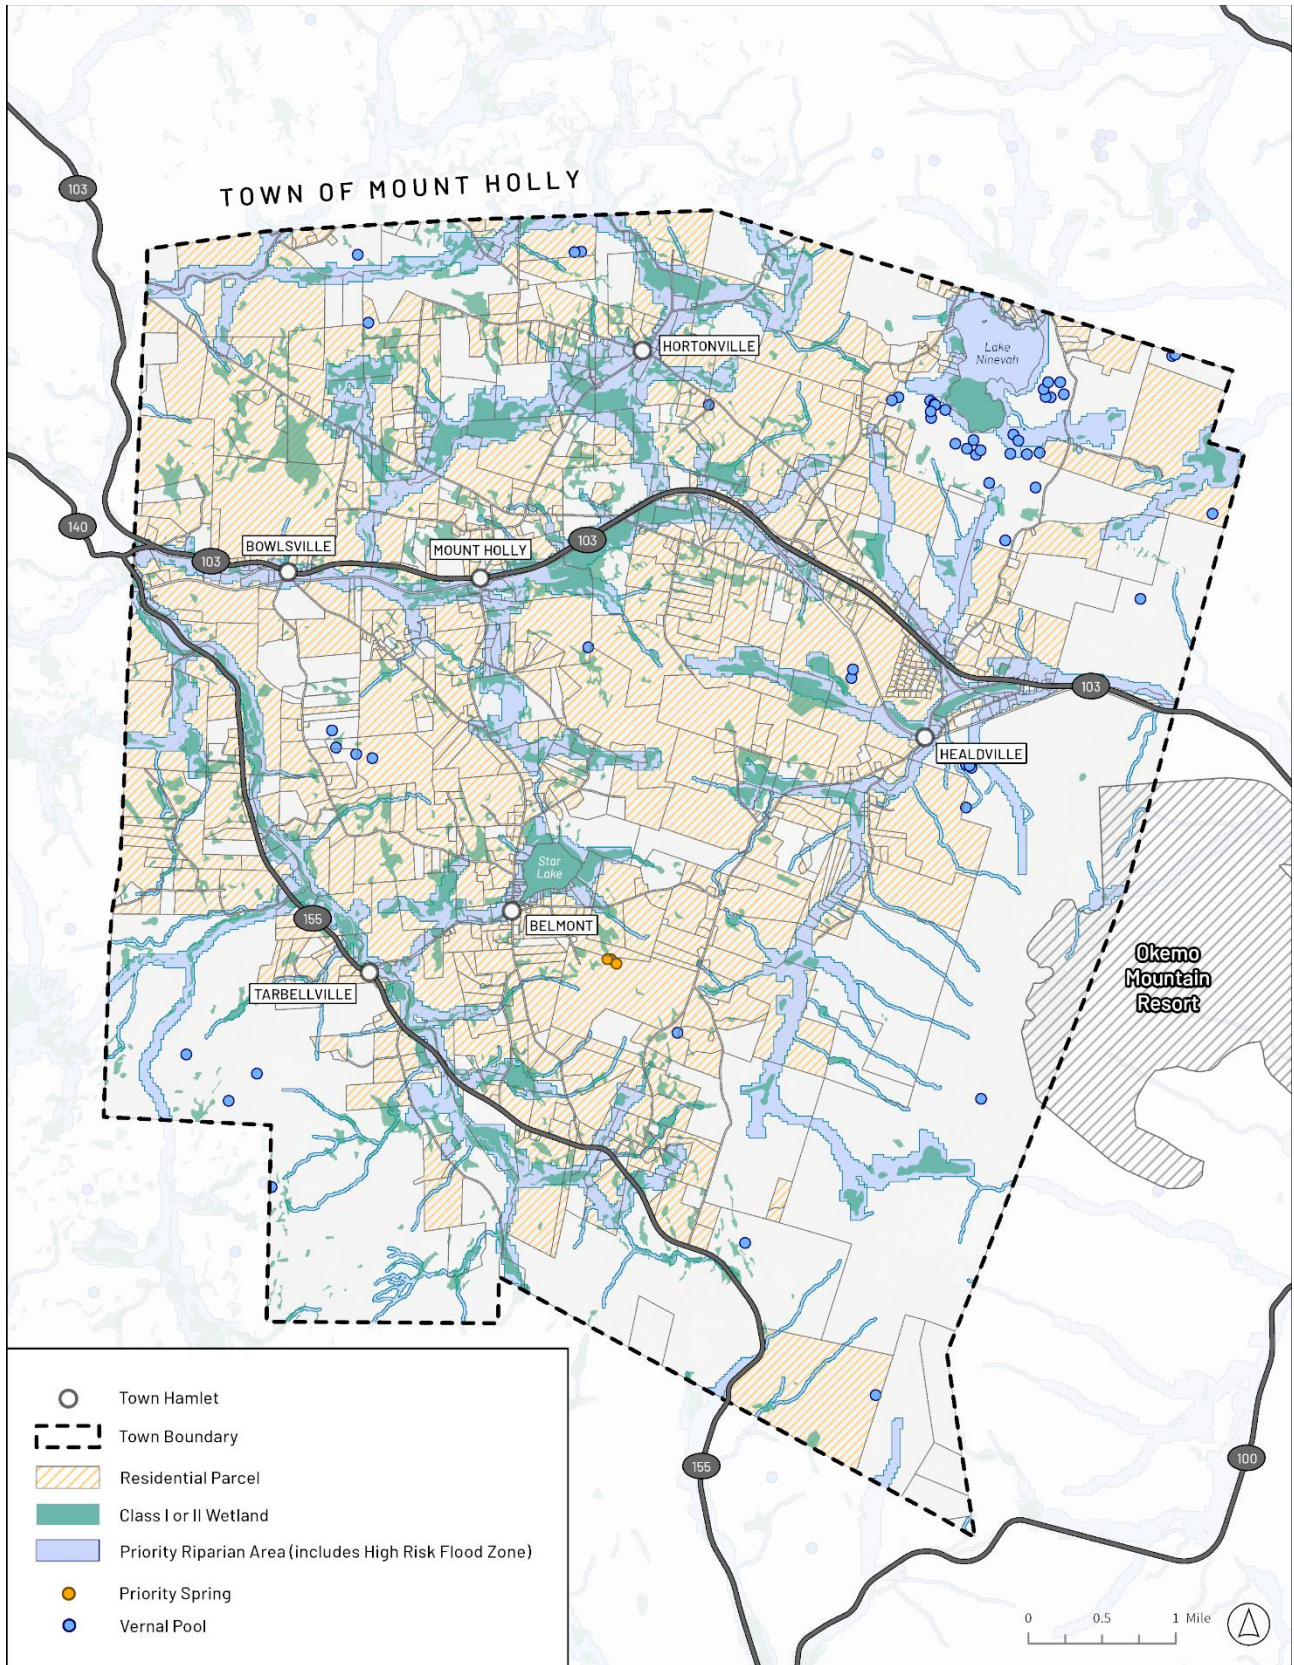 103
TOWN OF MOUNT HOLLY
HORTONVILLE
Lake
Ninevah
140
103
BOWLSVILLE
MOUNT HOLLY
103
103
HEALDVILLE
Star
Lake
155
BELMONT
TARBELLVILLE
Okemo
Mountain
Resort
Town Hamlet
Town Boundary
Residential Parcel
Class I or II Wetland
Priority Riparian Area (includes High Risk Flood Zone)
Priority Spring
Vernal Pool
155
100
0 0.5 1 Mile